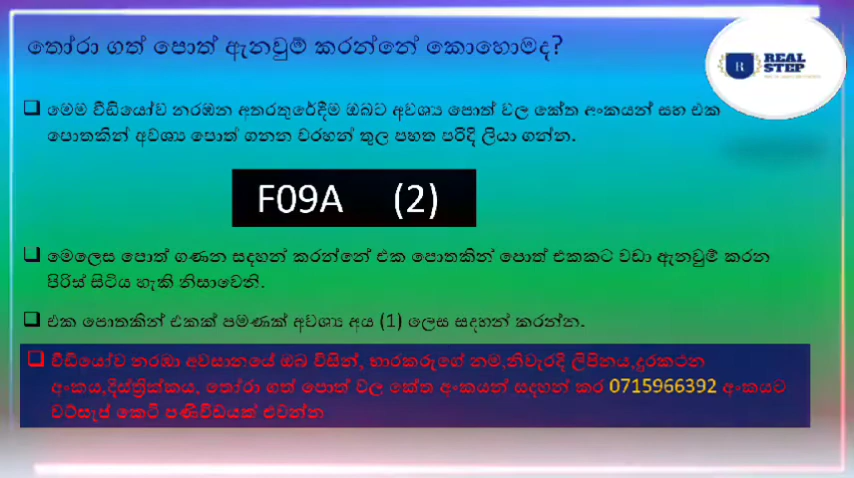 තෝරා ගත් පොත් ඇනවුම් කරන්නේ කොහොමද?
REAL
STEP
❑ මෙම වීඩියෝව නරඹන අතරතුරේදීම ඔබට අවශ්‍ය පොත් වල කේත අංකයන් සහ එක
පොතකින් අවශ්‍ය පොත් ගනන වරහන් තුල පහත පරිදි ලියා ගන්න.
F09A (2)
❑ මෙලෙස පොත් ගණන සදහන් කරන්නේ එක පොතකින් පොත් එකකට වඩා ඇනවුම් කරන
පිරිස් සිටිය හැකි නිසාවෙනි.
❑ එක පොතකින් එකක් පමණක් අවශ්‍ය අය (1) ලෙස සදහන් කරන්න.
❑ වීඩියෝව නරඹා අවසානයේ ඔබ විසින්, භාරකරුගේ නම,නිවැරදි ලිපිනය,දුරකථන
අංකය,දිස්ත්‍රිස්කය, තෝරා ගත් පොත් වල කේත අංකයන් සදහන් කර 0715966392 අංකයට
වට්සැප් කෙටි පණිවිඩයක් එවන්න